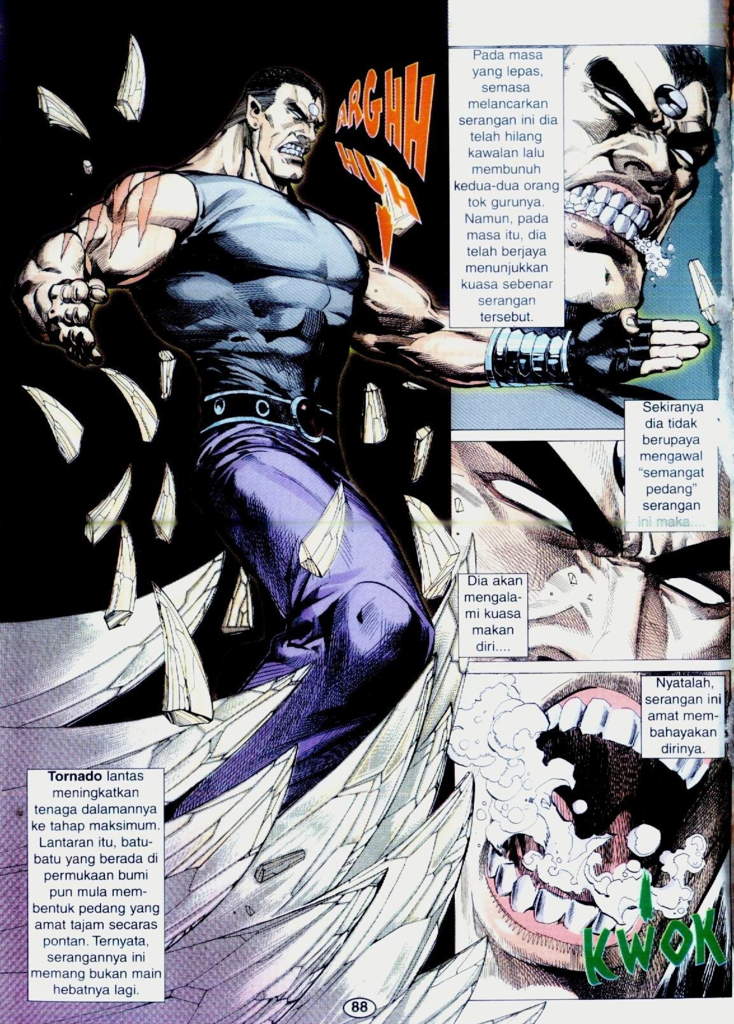 ARGHH
HUH
!
Pada masa
yang lepas,
semasa
melancarkan
serangan ini dia
telah hilang
kawalan lalu
membunuh
kedua-dua orang
tok gurunya.
Namun, pada
masa itu, dia
telah berjaya
menunjukkan
kuasa sebenar
serangan
tersebut.
Sekiranya
dia tidak
berupaya
mengawal
“semangat
pedang”
serangan
ini maka....
Dia akan
mengala-
mi kuasa
makan
diri....
Nyatalah,
serangan ini
amat mem-
bahayakan
dirinya.
Tornado lantas
meningkatkan
tenaga dalamannya
ke tahap maksimum.
Lantaran itu, batu-
batu yang berada di
permukaan bumi
pun mula mem-
bentuk pedang yang
amat tajam secaras
pontan. Ternyata,
serangannya ini
memang bukan main
hebatnya lagi.
KWOK
88